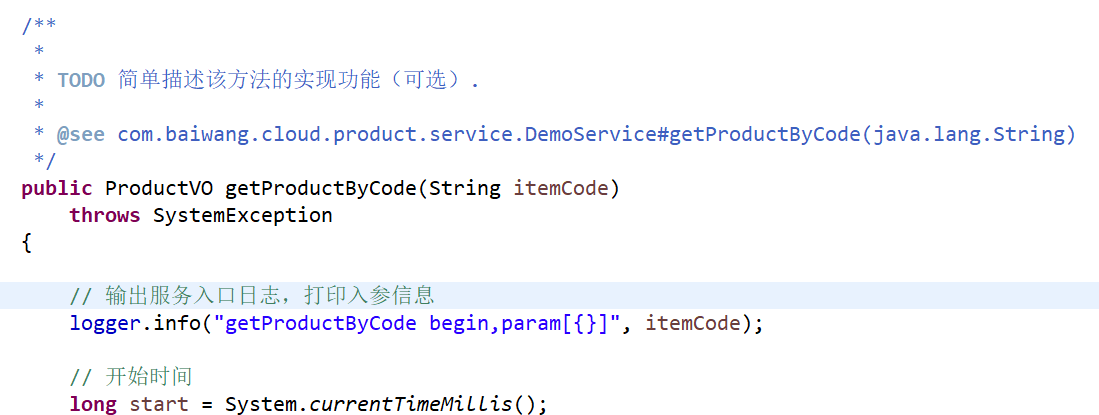 /**
 *
 * TODO 简单描述该方法的实现功能（可选）.
 *
 * @see com.baiwang.cloud.product.service.DemoService#getProductByCode(java.lang.String)
 */
public ProductVO getProductByCode(String itemCode)
    throws SystemException
{
    // 输出服务入口日志，打印入参信息
    logger.info("getProductByCode begin,param[{}]", itemCode);
    // 开始时间
    long start = System.currentTimeMillis();